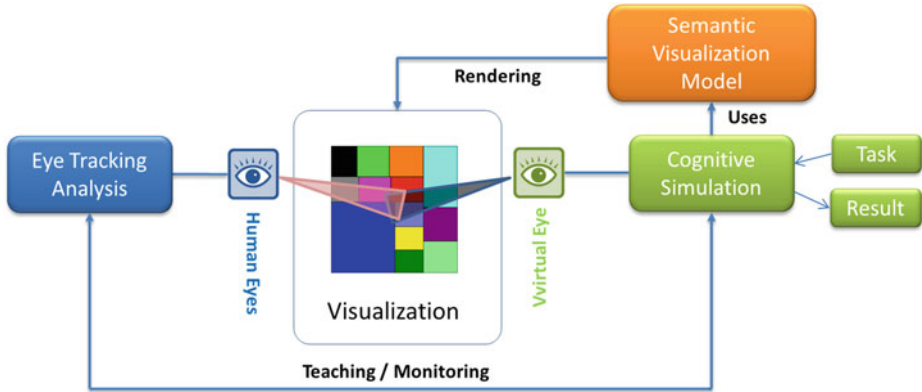 Semantic
Visualization
Model
Rendering
Uses
Eye Tracking
Analysis
Human Eyes
Visualization
Vvirtual Eye
Cognitive
Simulation
Task
Result
Teaching / Monitoring